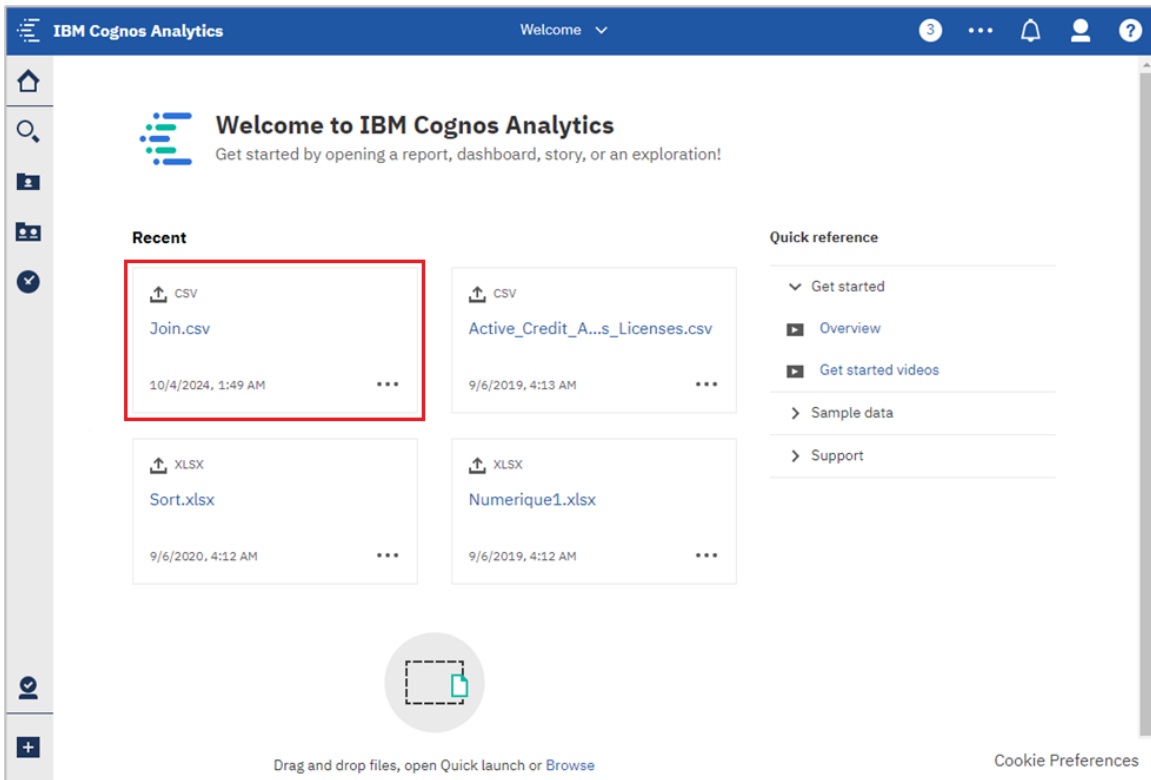 IBM Cognos Analytics
Welcome
3
?
Welcome to IBM Cognos Analytics
Get started by opening a report, dashboard, story, or an exploration!
Recent
CSV
Join.csv
10/4/2024, 1:49 AM
CSV
Active_Credit_A...s_Licenses.csv
9/6/2019, 4:13 AM
XLSX
Sort.xlsx
9/6/2020, 4:12 AM
XLSX
Numerique1.xlsx
9/6/2019, 4:12 AM
Quick reference
Get started
Overview
Get started videos
Sample data
Support
Drag and drop files, open Quick launch or Browse
Cookie Preferences